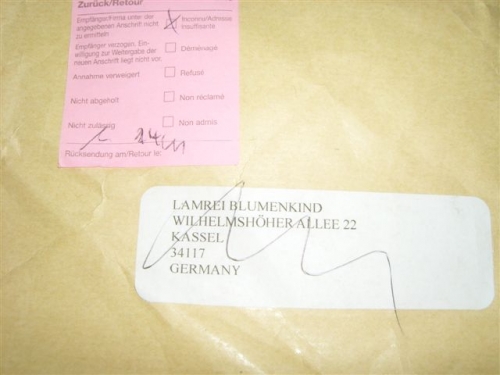 Zurück/Retour
Empfänger/Firma unter der angegebenen Anschrift nicht zu ermitteln
Inconnu/Adresse Insuffisante
Empfänger verzogen, Einwilligung zur Weitergabe der neuen Anschrift liegt nicht vor.
Déménagé
Annahme verweigert
Refusé
Nicht abgeholt
Non réclamé
Nicht zulässig
Non admis
Rücksendung am/Retour le:
LAMREI BLUMENKIND
WILHELMSHÖHER ALLEE 22
KASSEL
34117
GERMANY